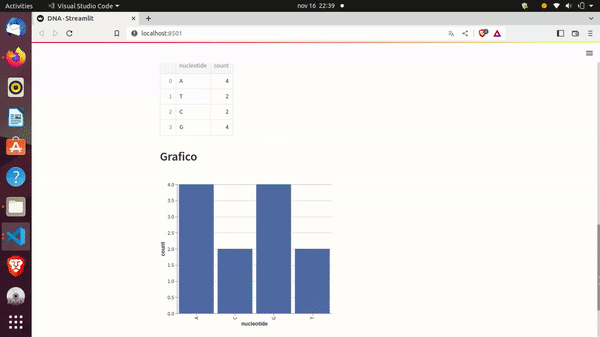 Activities Visual Studio Code nov 16 22:39
DNA · Streamlit
localhost:8501
nucleotide count
0 A 4
1 T 2
2 C 2
3 G 4
Grafico
4.0
3.5
3.0
2.5
2.0
1.5
1.0
0.5
0.0
count
A C G T
nucleotide